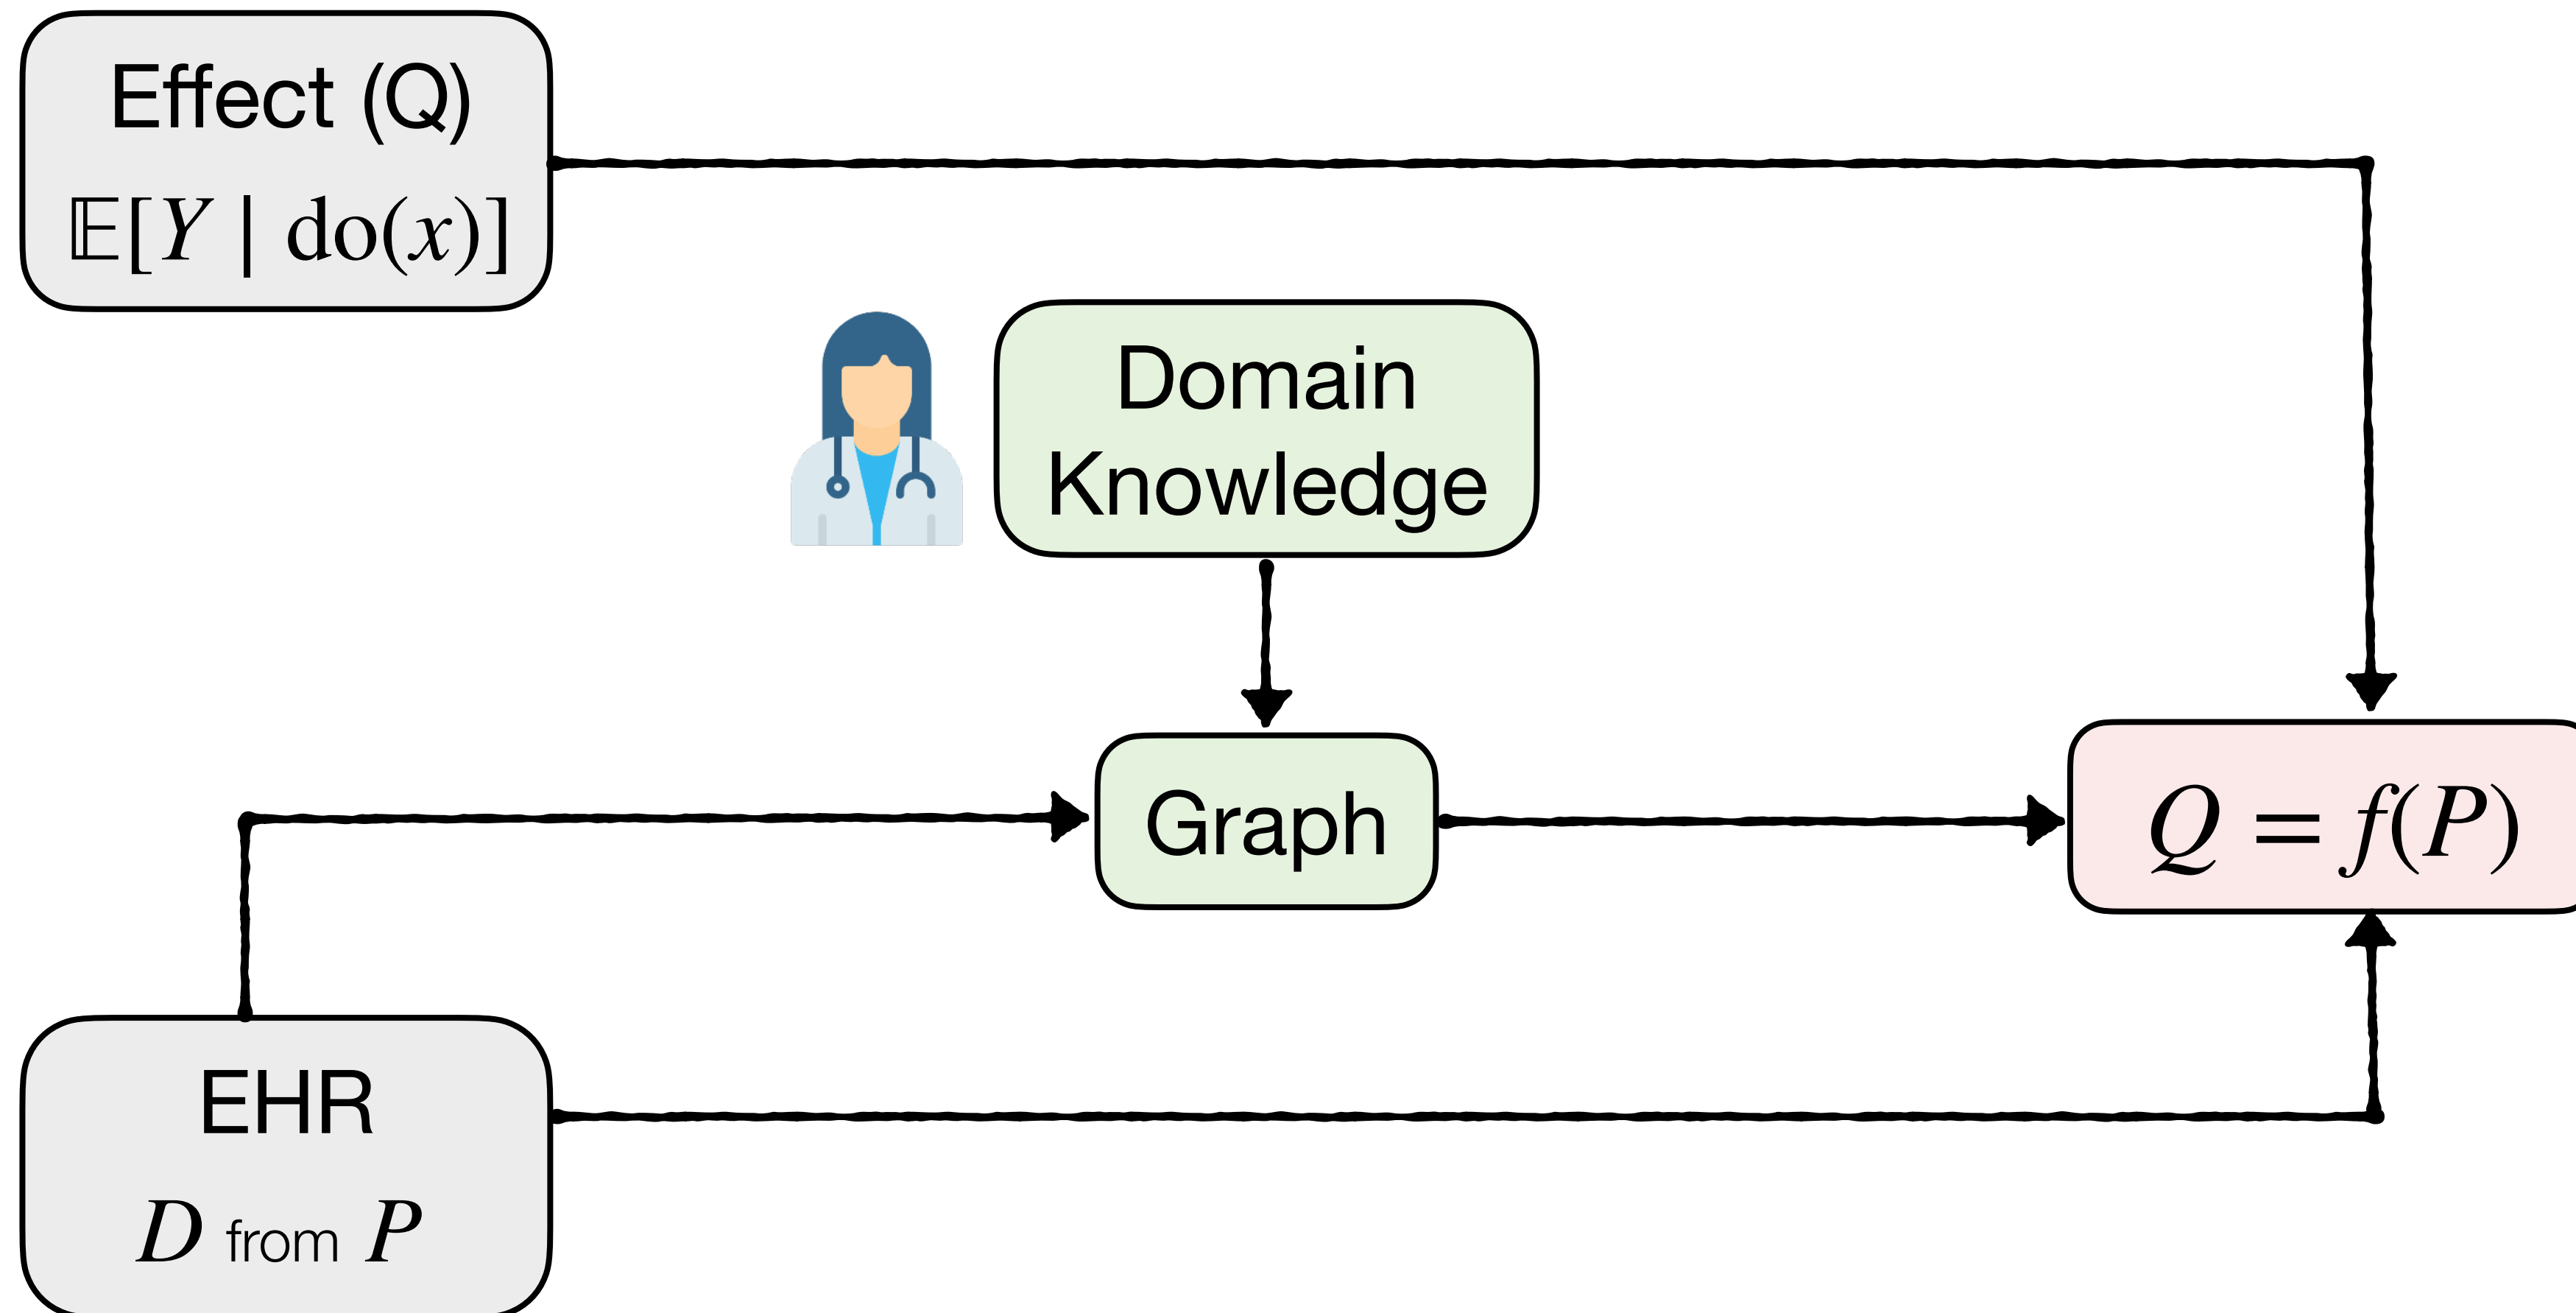 Effect (Q)
𝔼[Y | do(x)]
Domain
Knowledge
Graph
Q = f(P)
EHR
D from P